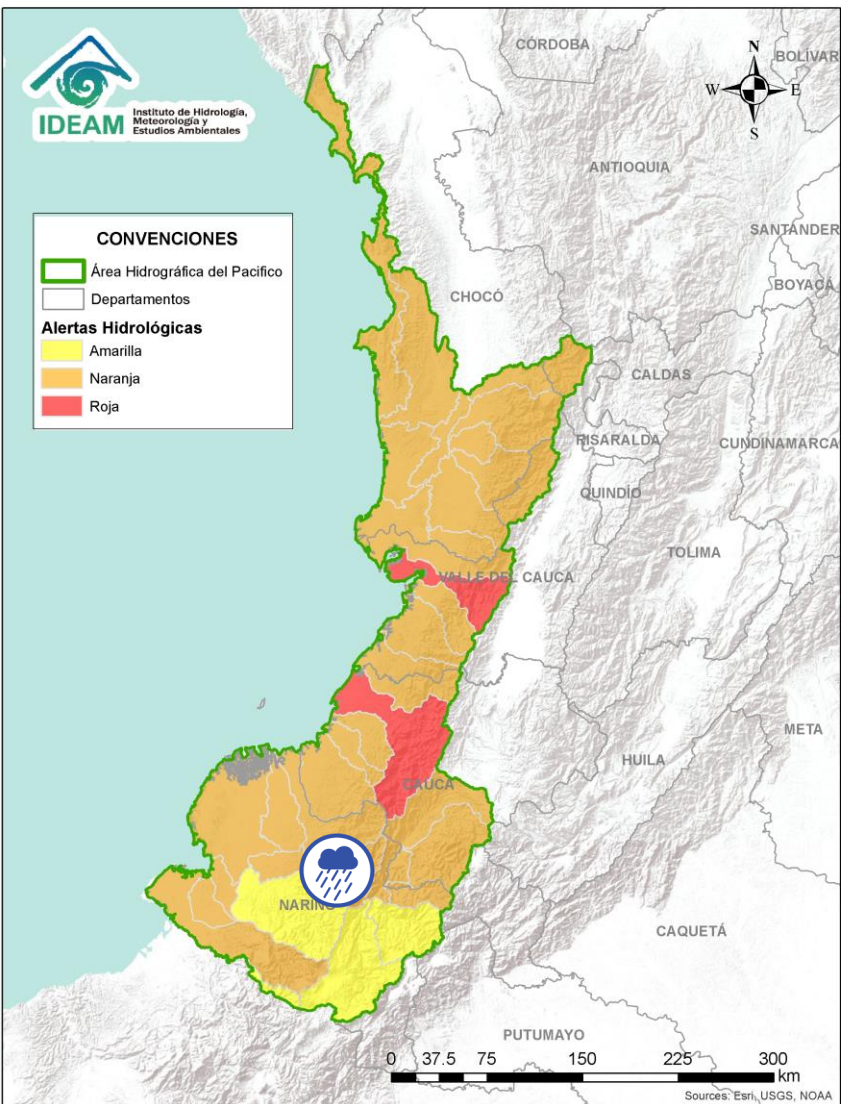 IDEAM
Instituto de Hidrología,
Meteorología y
Estudios Ambientales
N
W
E
S
CONVENCIONES
Área Hidrográfica del Pacifico
Departamentos
Alertas Hidrológicas
Amarilla
Naranja
Roja
CÓRDOBA
BOLÍVAR
ANTIOQUIA
SANTANDER
BOYACÁ
CHOCÓ
CALDAS
RISARALDA
CUNDINAMARCA
QUINDÍO
TOLIMA
VALLE DEL CAUCA
META
HUILA
CAUCA
NARIÑO
CAQUETÁ
PUTUMAYO
0 37.5 75 150 225 300
km
Sources: Esri, USGS, NOAA